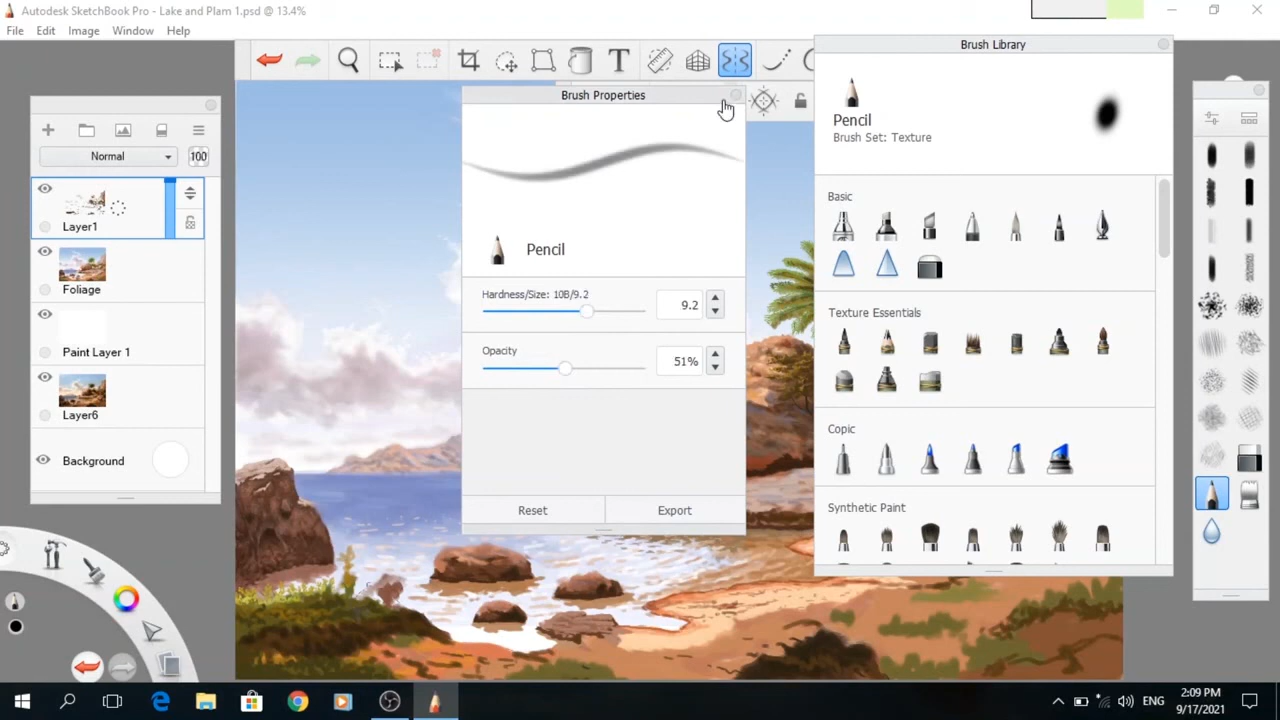 Autodesk SketchBook Pro - Lake and Plam 1.psd @ 13.4%
File Edit Image Window Help
Brush Library
Brush Properties
Pencil
Brush Set: Texture
Normal 100
Basic
Layer1
Pencil
Foliage
Hardness/Size: 10B/9.2
9.2
Texture Essentials
Paint Layer 1
Opacity
51%
Layer6
Copic
Background
Synthetic Paint
Reset Export
ENG
2:09 PM
9/17/2021